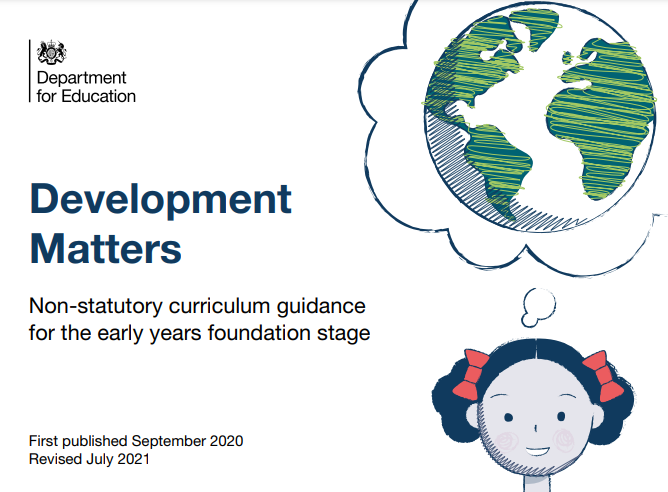 Department
for Education
Development
Matters
Non-statutory curriculum guidance
for the early years foundation stage
First published September 2020
Revised July 2021